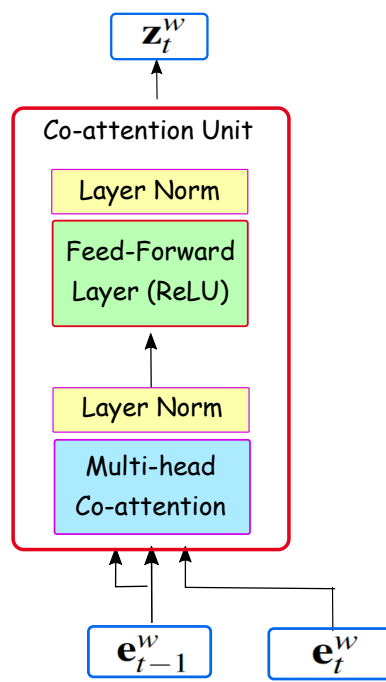 z_t^w
Co-attention Unit
Layer Norm
Feed-Forward
Layer (ReLU)
Layer Norm
Multi-head
Co-attention
e_{t-1}^w
e_t^w